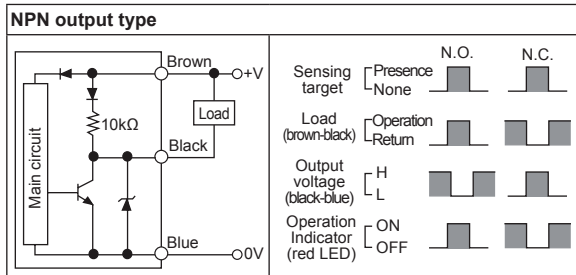 NPN output type
Brown
+V
Load
10kΩ
Black
Main circuit
Blue
0V
N.O. N.C.
Sensing target Presence None
Load (brown-black) Operation Return
Output voltage (black-blue) H L
Operation Indicator (red LED) ON OFF